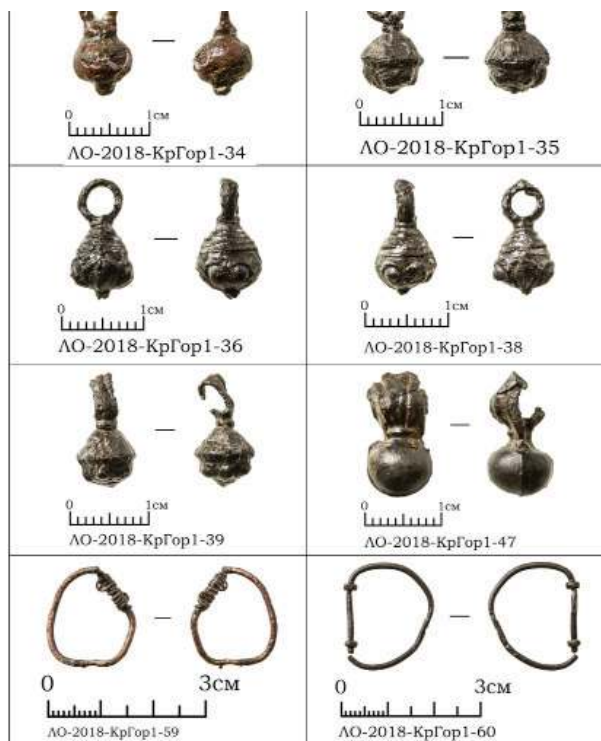 0 1см
ЛО-2018-КрГор1-34
0 1см
ЛО-2018-КрГор1-35
0 1см
ЛО-2018-КрГор1-36
0 1см
ЛО-2018-КрГор1-38
0 1см
ЛО-2018-КрГор1-39
0 1см
ЛО-2018-КрГор1-47
0 3см
ЛО-2018-КрГор1-59
0 3см
ЛО-2018-КрГор1-60